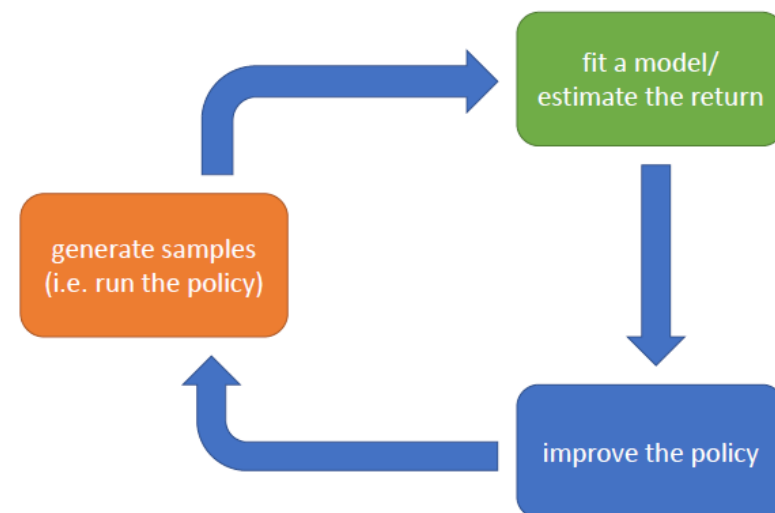 fit a model/
estimate the return
generate samples
(i.e. run the policy)
improve the policy